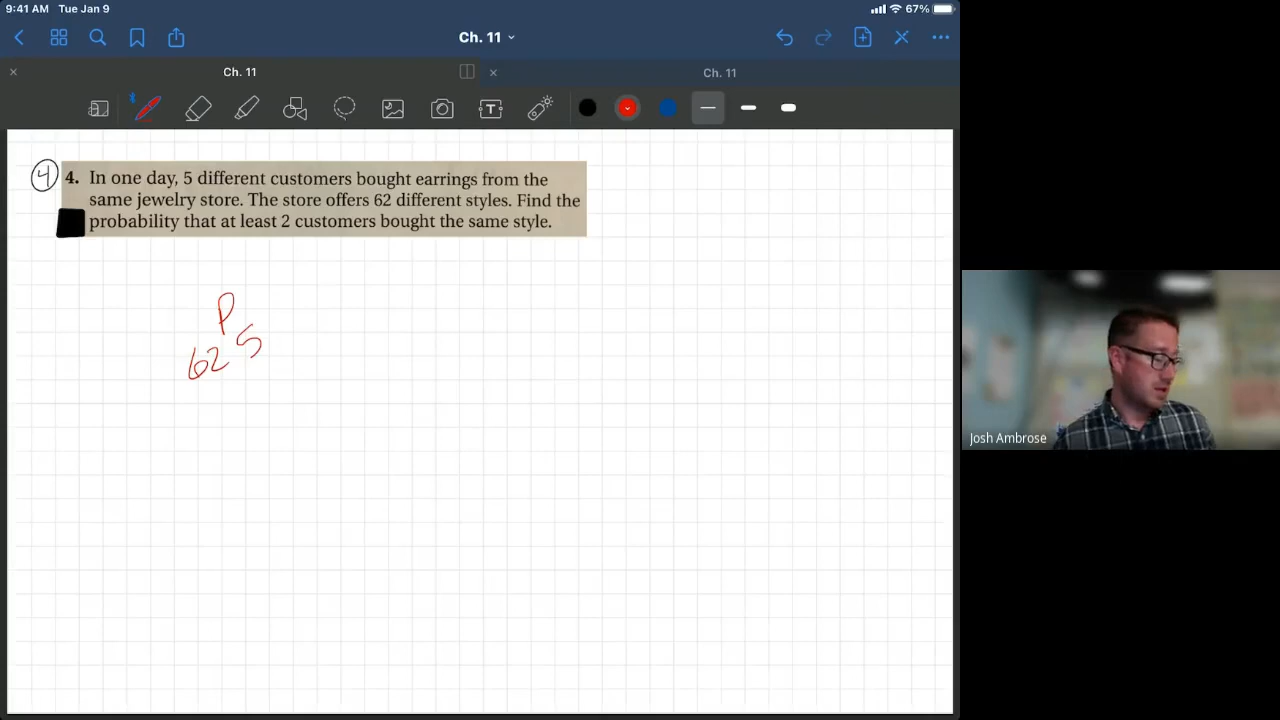 9:41 AM Tue Jan 9
67%
Ch. 11
Ch. 11
Ch. 11
T
4
4. In one day, 5 different customers bought earrings from the
same jewelry store. The store offers 62 different styles. Find the
probability that at least 2 customers bought the same style.
P
62 5
Josh Ambrose